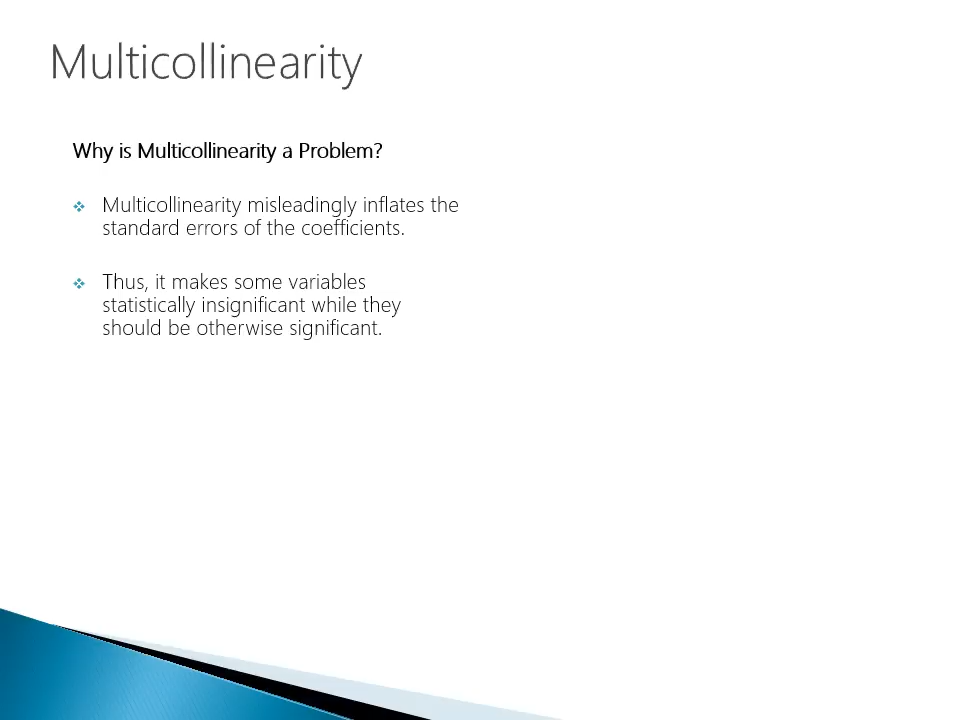 Multicollinearity
Why is Multicollinearity a Problem?
❖ Multicollinearity misleadingly inflates the
standard errors of the coefficients.
❖ Thus, it makes some variables
statistically insignificant while they
should be otherwise significant.